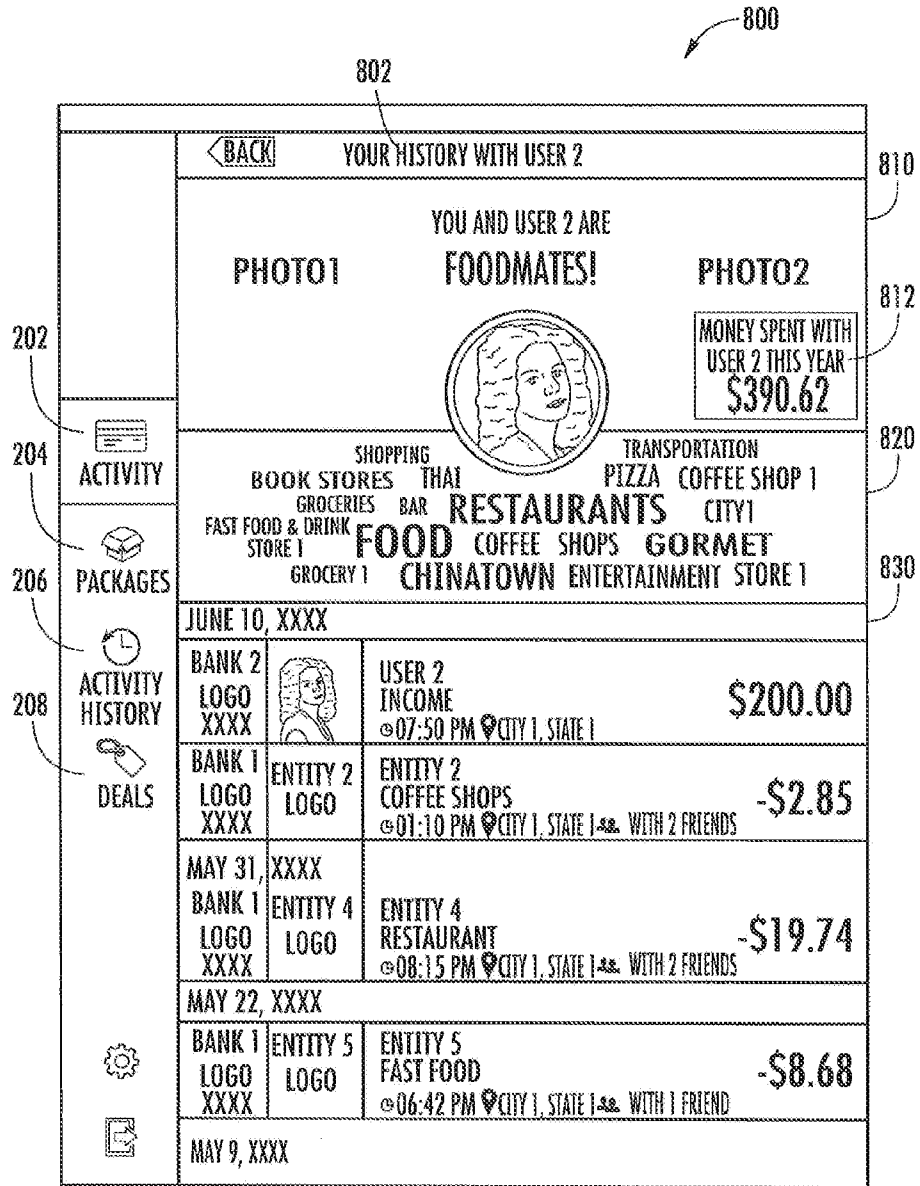 800
802
BACK
YOUR HISTORY WITH USER 2
810
YOU AND USER 2 ARE
PHOTO1
FOODMATES!
PHOTO2
812
MONEY SPENT WITH
USER 2 THIS YEAR
$390.62
202
ACTIVITY
204
PACKAGES
206
ACTIVITY
HISTORY
208
DEALS
820
SHOPPING
TRANSPORTATION
BOOK STORES
THAI
PIZZA
COFFEE SHOP 1
GROCERIES
BAR
RESTAURANTS
CITY1
FAST FOOD & DRINK
STORE 1
FOOD
COFFEE SHOPS
GORMET
GROCERY 1
CHINATOWN
ENTERTAINMENT
STORE 1
830
JUNE 10, XXXX
BANK 2
LOGO
XXXX
USER 2
INCOME
07:50 PM CITY 1, STATE 1
$200.00
BANK 1
LOGO
XXXX
ENTITY 2
LOGO
ENTITY 2
COFFEE SHOPS
01:10 PM CITY 1, STATE 1 WITH 2 FRIENDS
-$2.85
MAY 31, XXXX
BANK 1
LOGO
XXXX
ENTITY 4
LOGO
ENTITY 4
RESTAURANT
08:15 PM CITY 1, STATE 1 WITH 2 FRIENDS
-$19.74
MAY 22, XXXX
BANK 1
LOGO
XXXX
ENTITY 5
LOGO
ENTITY 5
FAST FOOD
06:42 PM CITY 1, STATE 1 WITH 1 FRIEND
-$8.68
MAY 9, XXXX